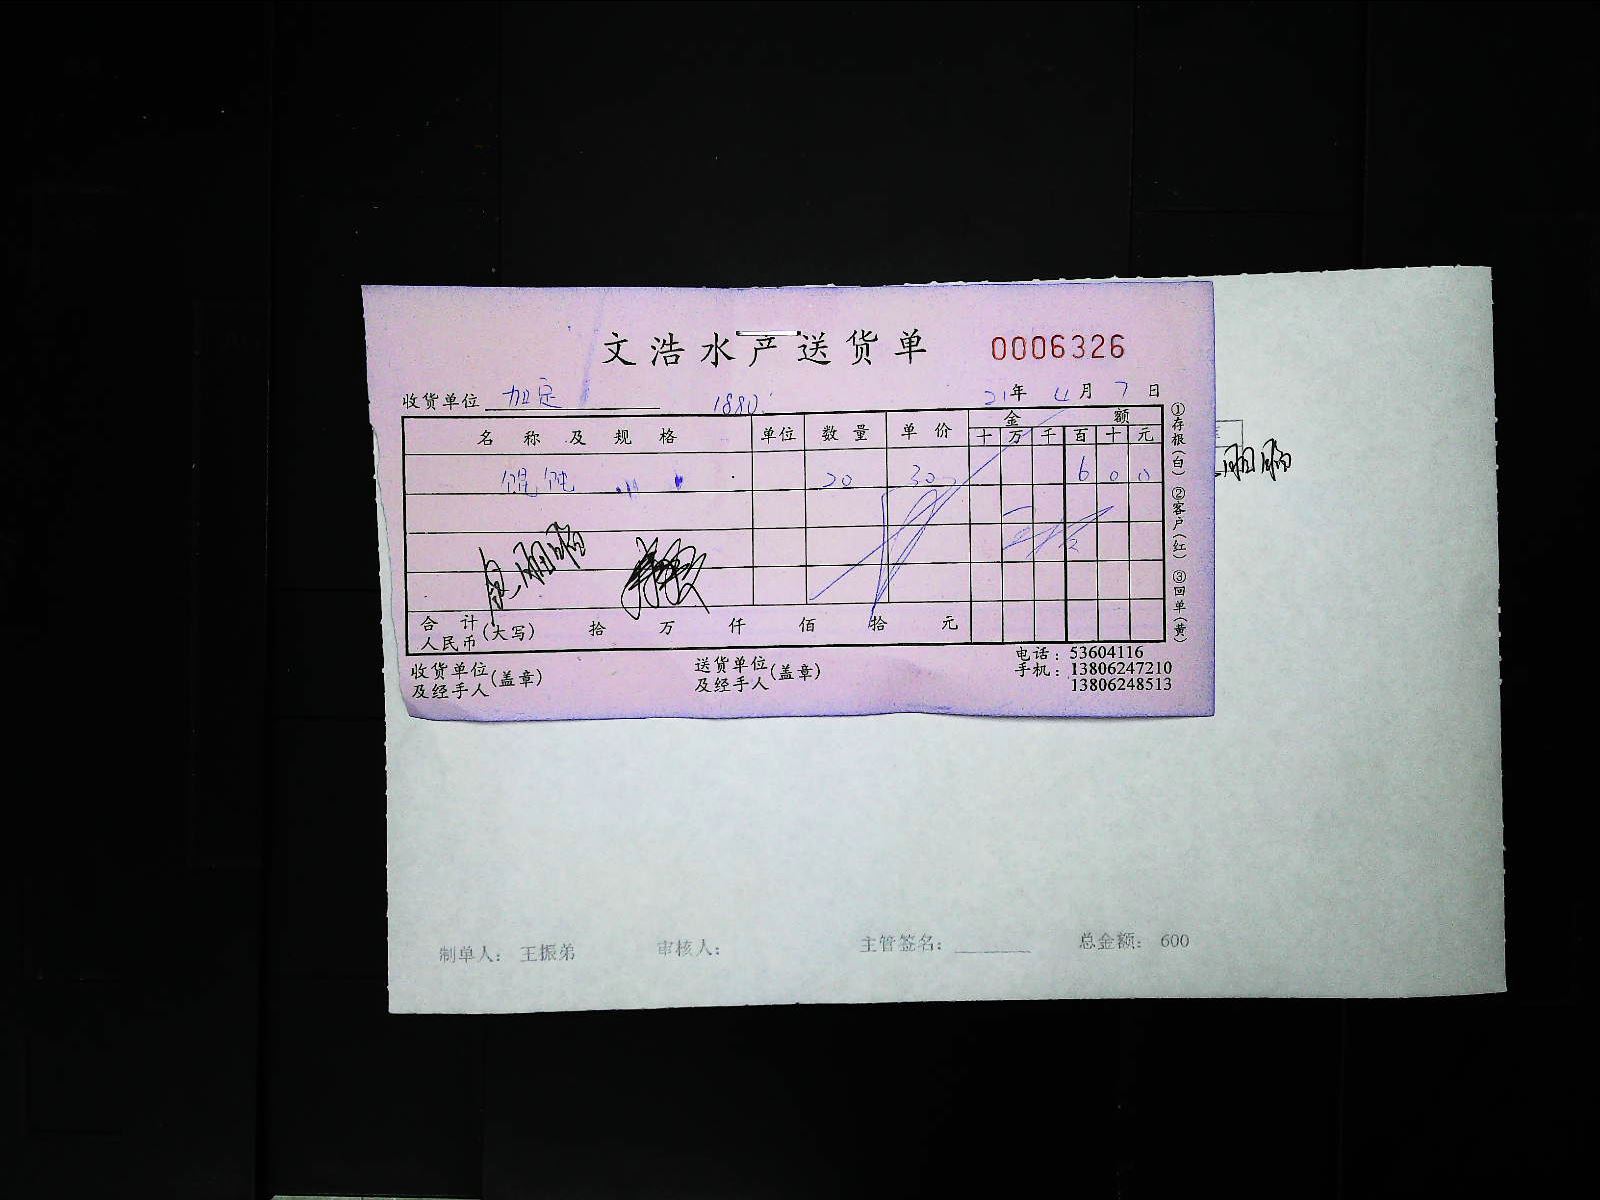 文浩水产送货单 0006326
收货单位 加定 1880 21年 4月 7日
名称及规格 单位 数量 单价 金额
十 万 千 百 十 元
馄饨 20 30 6 0 0
合计 人民币(大写) 拾 万 仟 佰 拾 元
①存根(白) ②客户(红) ③回单(黄)
收货单位及经手人(盖章) 送货单位及经手人(盖章)
电话：53604116
手机：13806247210
13806248513
制单人： 王振弟 审核人： 主管签名： 总金额： 600